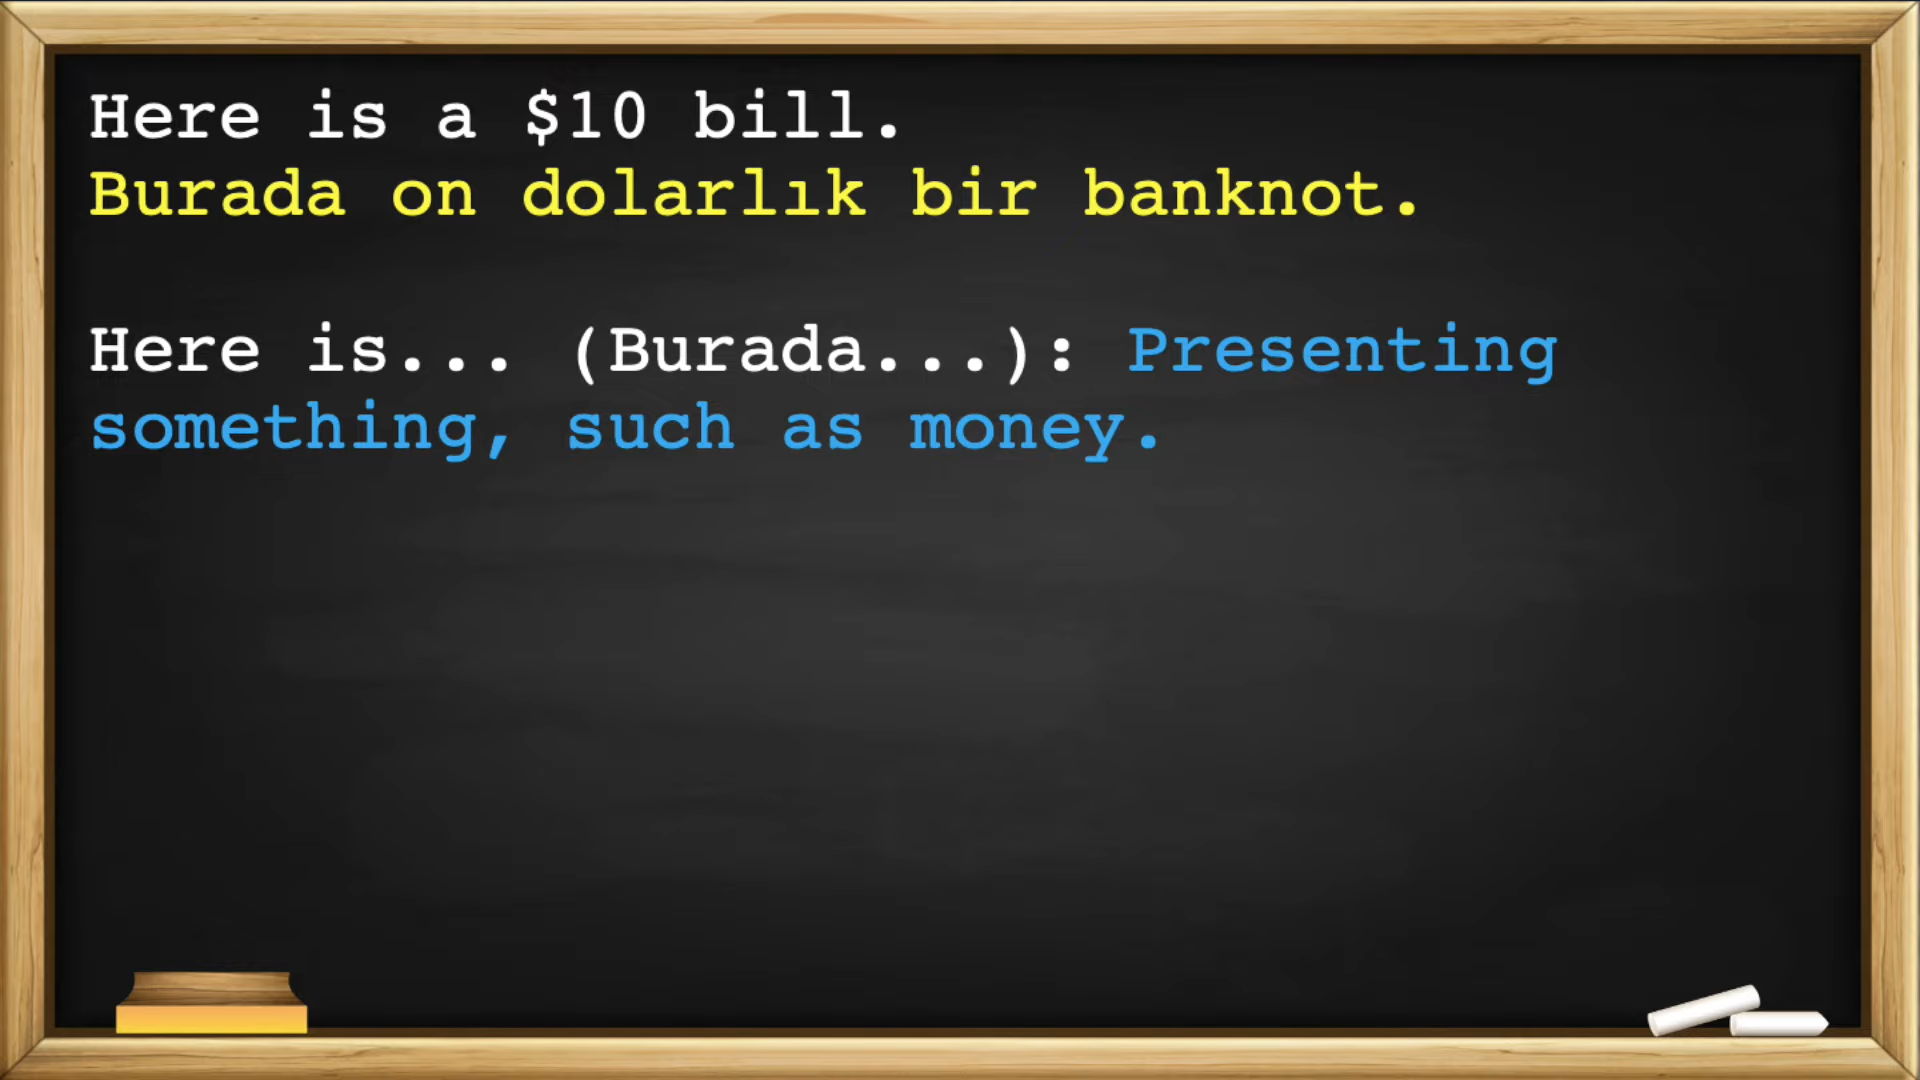 Here is a $10 bill.
Burada on dolarlık bir banknot.
Here is... (Burada...): Presenting
something, such as money.